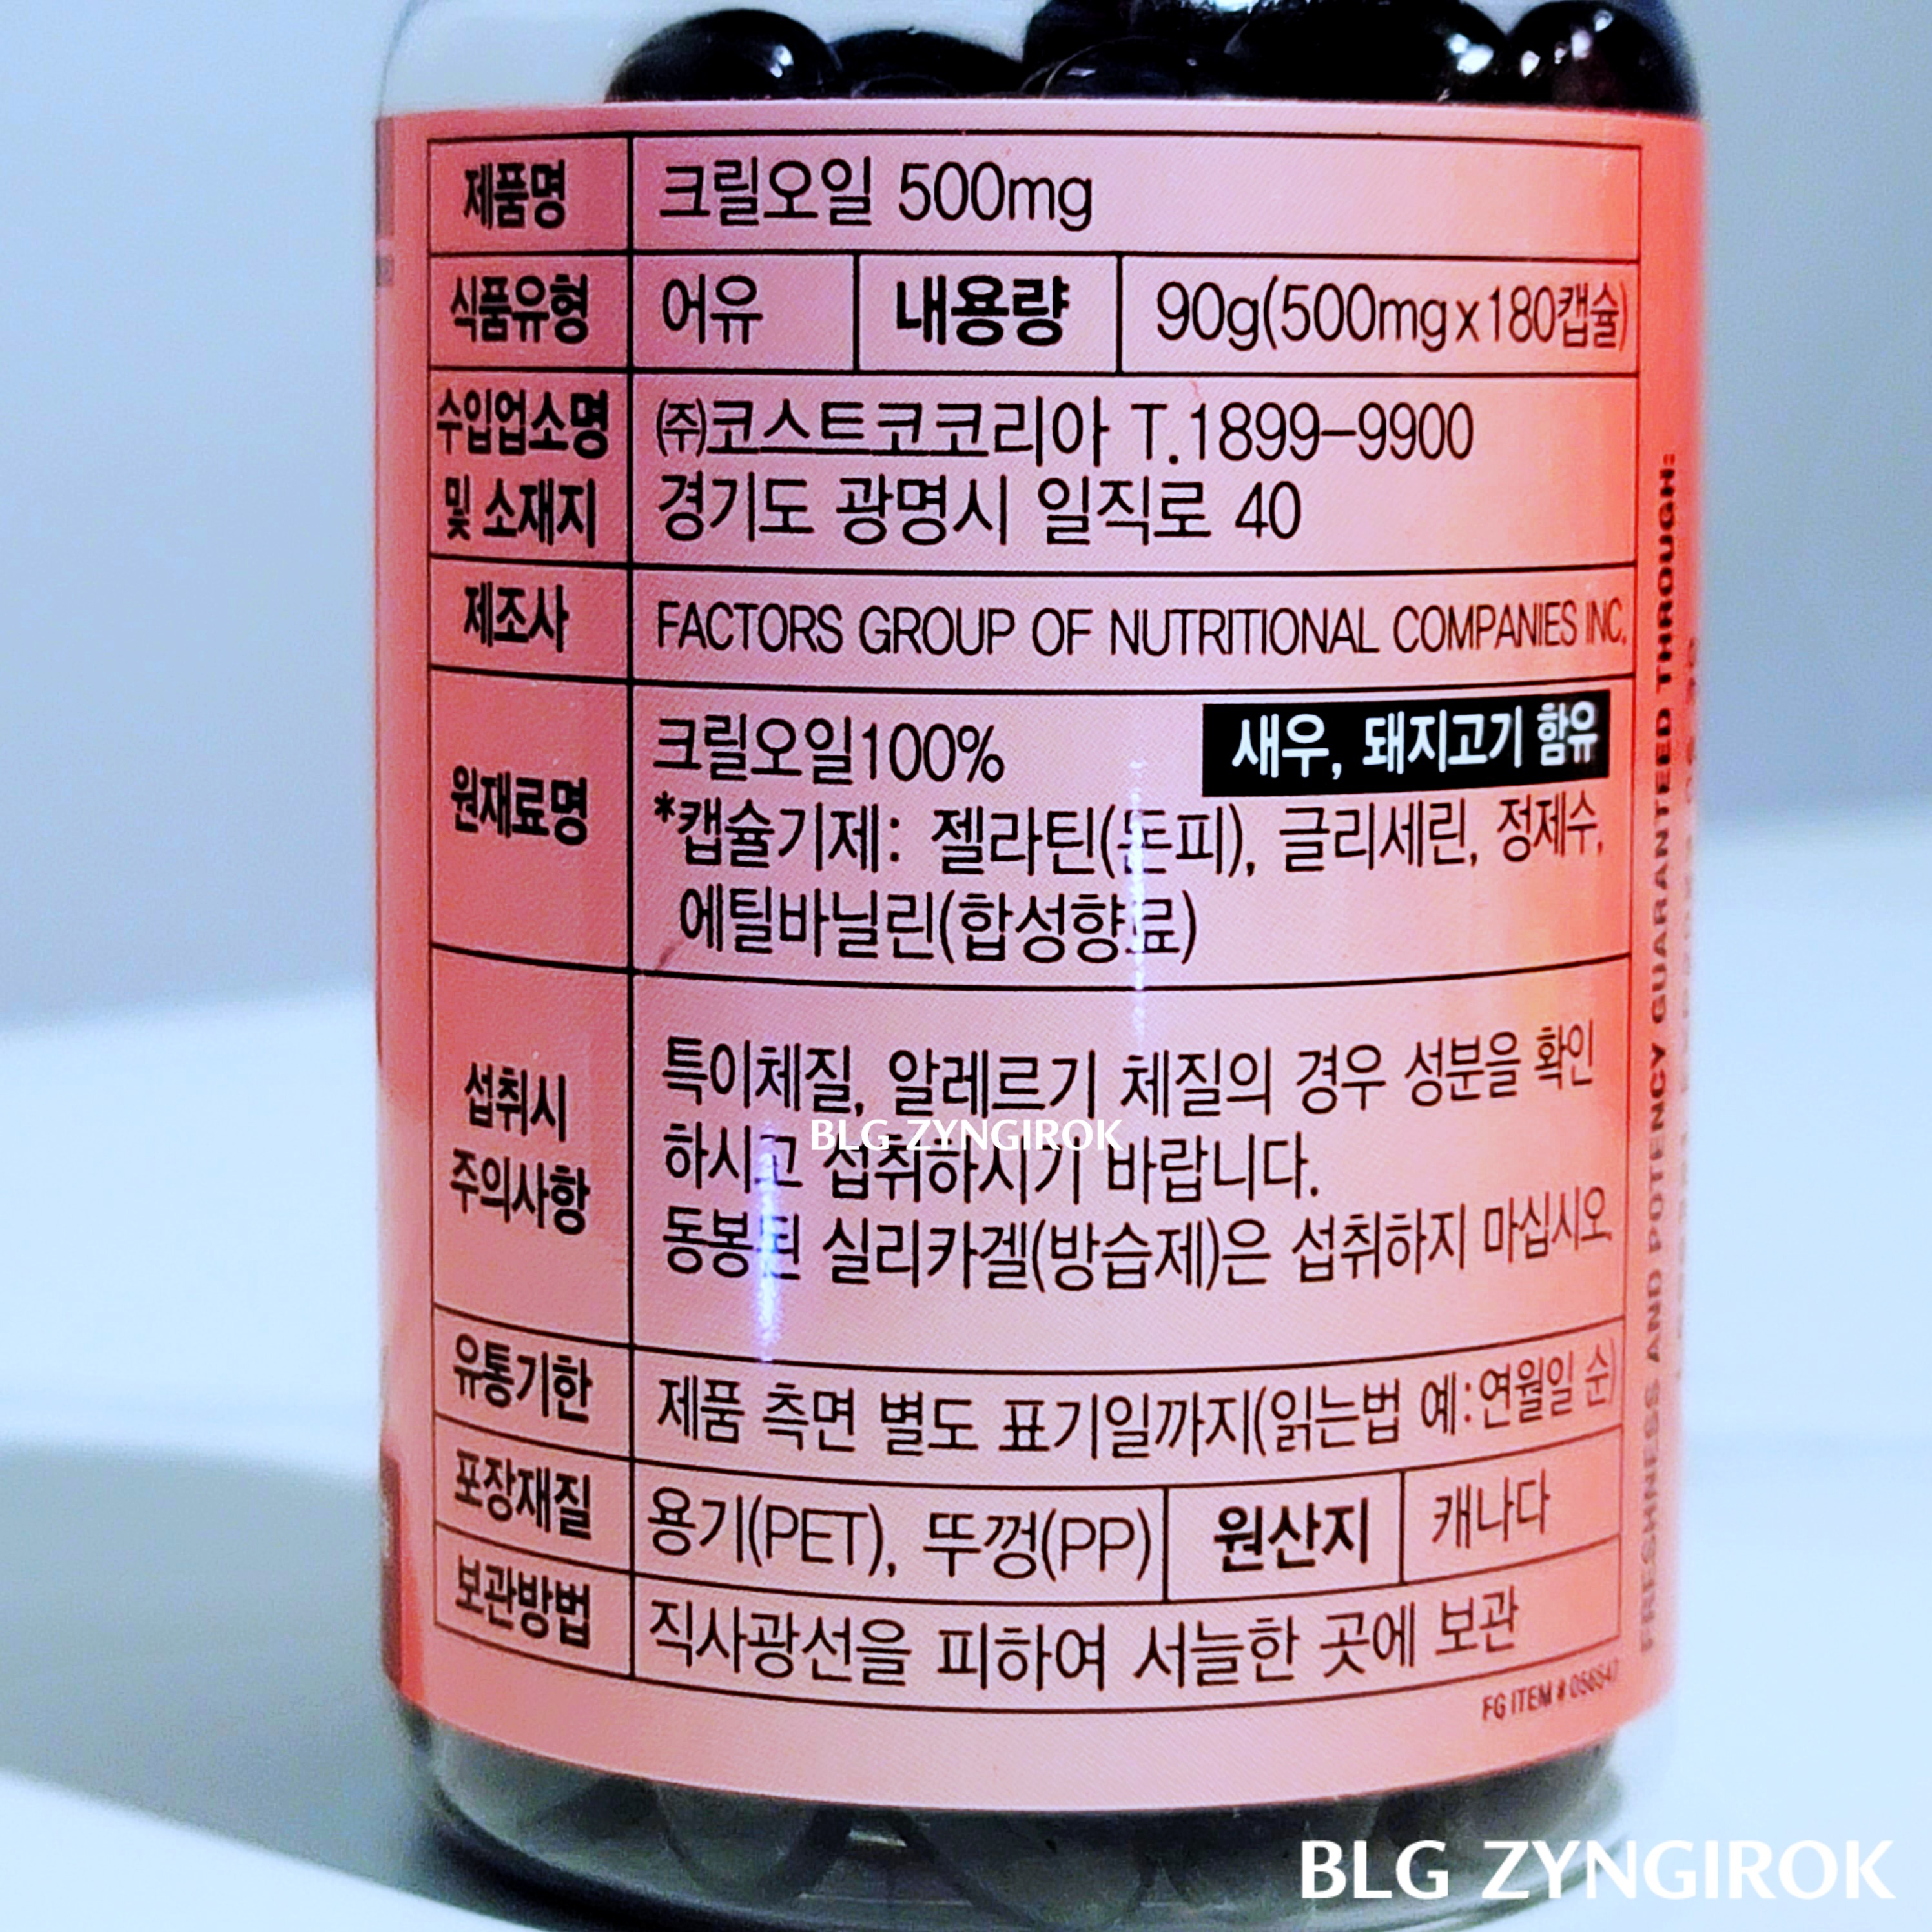 제품명 크릴오일 500mg
식품유형 어유 내용량 90g(500mg x 180캡슐)
수입업소명 및 소재지
㈜코스트코코리아 T.1899-9900
경기도 광명시 일직로 40
제조사 FACTORS GROUP OF NUTRITIONAL COMPANIES INC.
원재료명
크릴오일100% 새우, 돼지고기 함유
*캡슐기제: 젤라틴(돈피), 글리세린, 정제수,
에틸바닐린(합성향료)
섭취시
주의사항
특이체질, 알레르기 체질의 경우 성분을 확인
하시고 섭취하시기 바랍니다.
동봉된 실리카겔(방습제)은 섭취하지 마십시오.
유통기한 제품 측면 별도 표기일까지(읽는법 예:연월일 순)
포장재질 용기(PET), 뚜껑(PP) 원산지 캐나다
보관방법 직사광선을 피하여 서늘한 곳에 보관
FG ITEM #
FRESHNESS AND POTENCY GUARANTEED THROUGH:
BLG ZYNGIROK
BLG ZYNGIROK